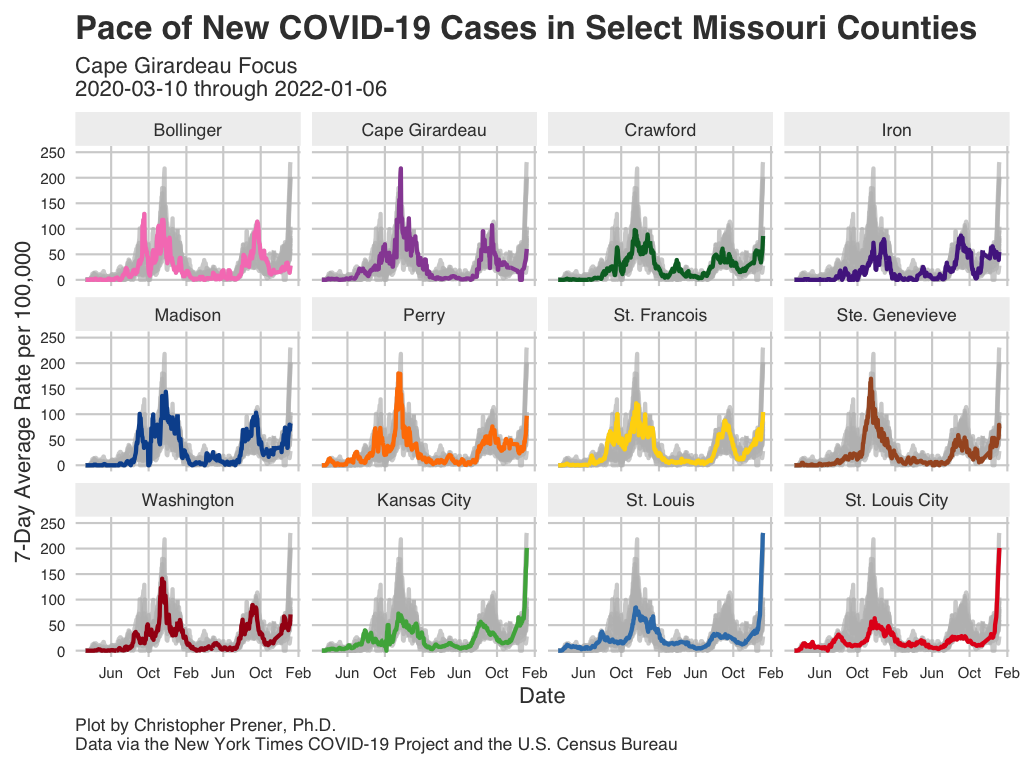 Pace of New COVID-19 Cases in Select Missouri Counties
Cape Girardeau Focus
2020-03-10 through 2022-01-06
Bollinger Cape Girardeau Crawford Iron
250
200
150
100
50
0
Madison Perry St. Francois Ste. Genevieve
250
200
150
100
50
0
Washington Kansas City St. Louis St. Louis City
250
200
150
100
50
0
7-Day Average Rate per 100,000
Jun Oct Feb Jun Oct Feb Jun Oct Feb Jun Oct Feb Jun Oct Feb Jun Oct Feb Jun Oct Feb Jun Oct Feb
Date
Plot by Christopher Prener, Ph.D.
Data via the New York Times COVID-19 Project and the U.S. Census Bureau